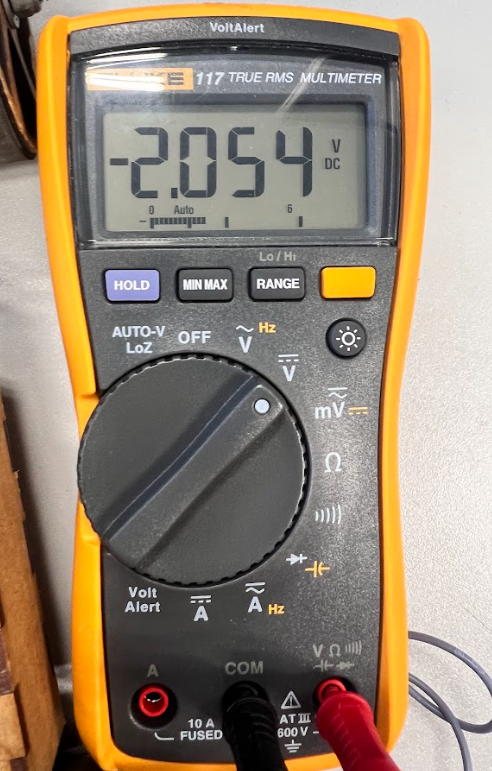 VoltAlert
FLUKE 117 TRUE RMS MULTIMETER
-2.054 V DC
0 Auto 6
Lo / Hi
HOLD MIN MAX RANGE
AUTO-V LoZ OFF V Hz V
mV
Ω
Volt Alert A A Hz
A COM V Ω
10 A FUSED CAT III 600 V